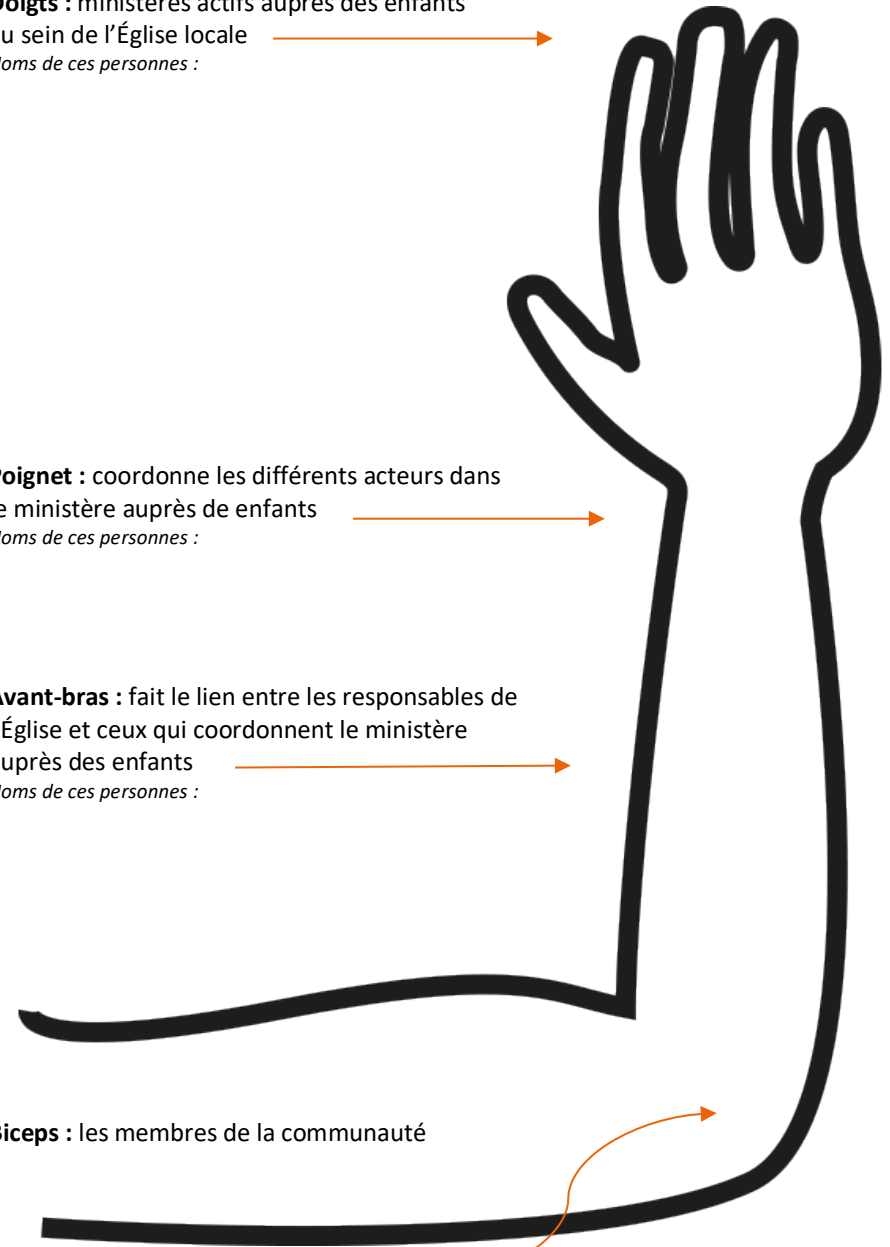 Doigts : ministères actifs auprès des enfants
u sein de l’Église locale
Noms de ces personnes :
Poignet : coordonne les différents acteurs dans
e ministère auprès de enfants
Noms de ces personnes :
Avant-bras : fait le lien entre les responsables de
’Église et ceux qui coordonnent le ministère
uprès des enfants
Noms de ces personnes :
Biceps : les membres de la communauté